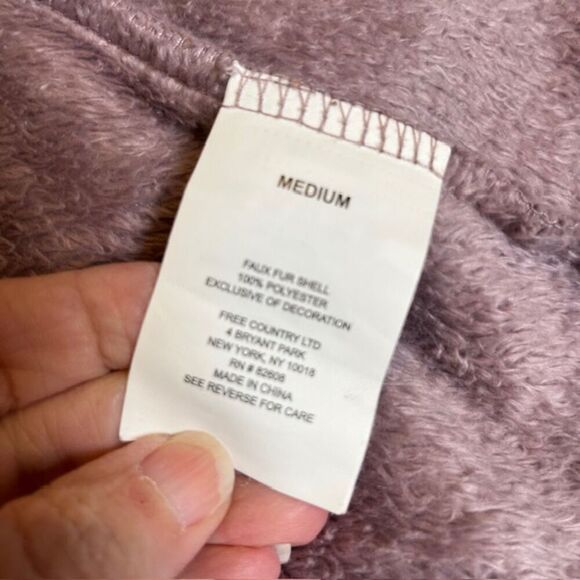 MEDIUM
FAUX FUR SHELL
100% POLYESTER
EXCLUSIVE OF DECORATION
FREE COUNTRY LTD
4 BRYANT PARK
NEW YORK, NY 10018
RN # 82608
MADE IN CHINA
SEE REVERSE FOR CARE